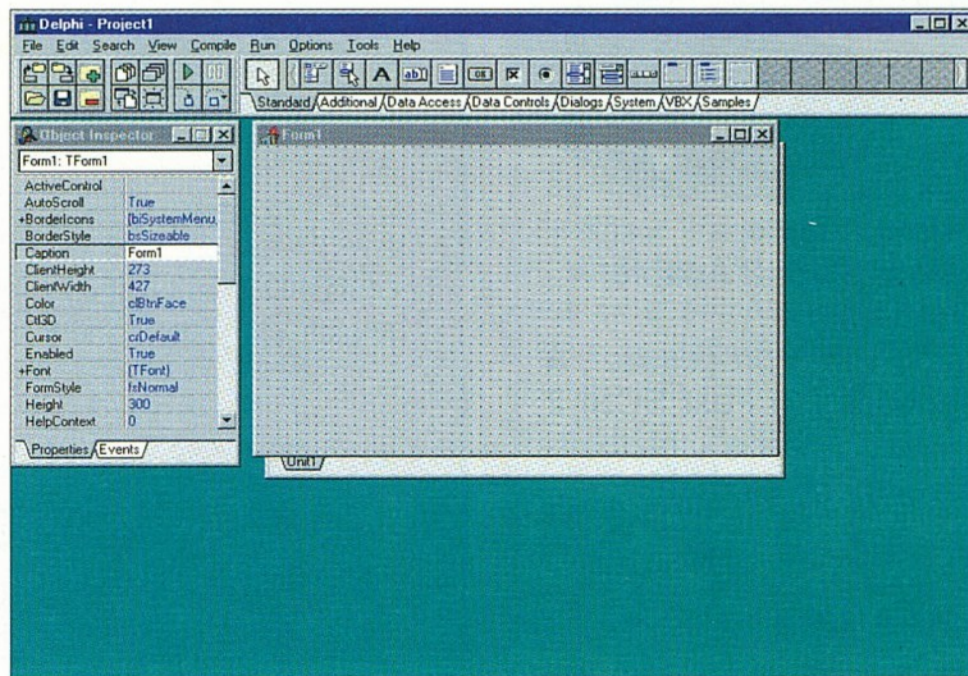 Delphi - Project1
File Edit Search View Compile Run Options Tools Help
A ab OK
Standard Additional Data Access Data Controls Dialogs System VBX Samples
Object Inspector
Form1: TForm1
ActiveControl
AutoScroll True
+BorderIcons [biSystemMenu,
BorderStyle bsSizeable
Caption Form1
ClientHeight 273
ClientWidth 427
Color clBtnFace
Ctl3D True
Cursor crDefault
Enabled True
+Font (TFont)
FormStyle fsNormal
Height 300
HelpContext 0
Properties Events
Form1
Unit1